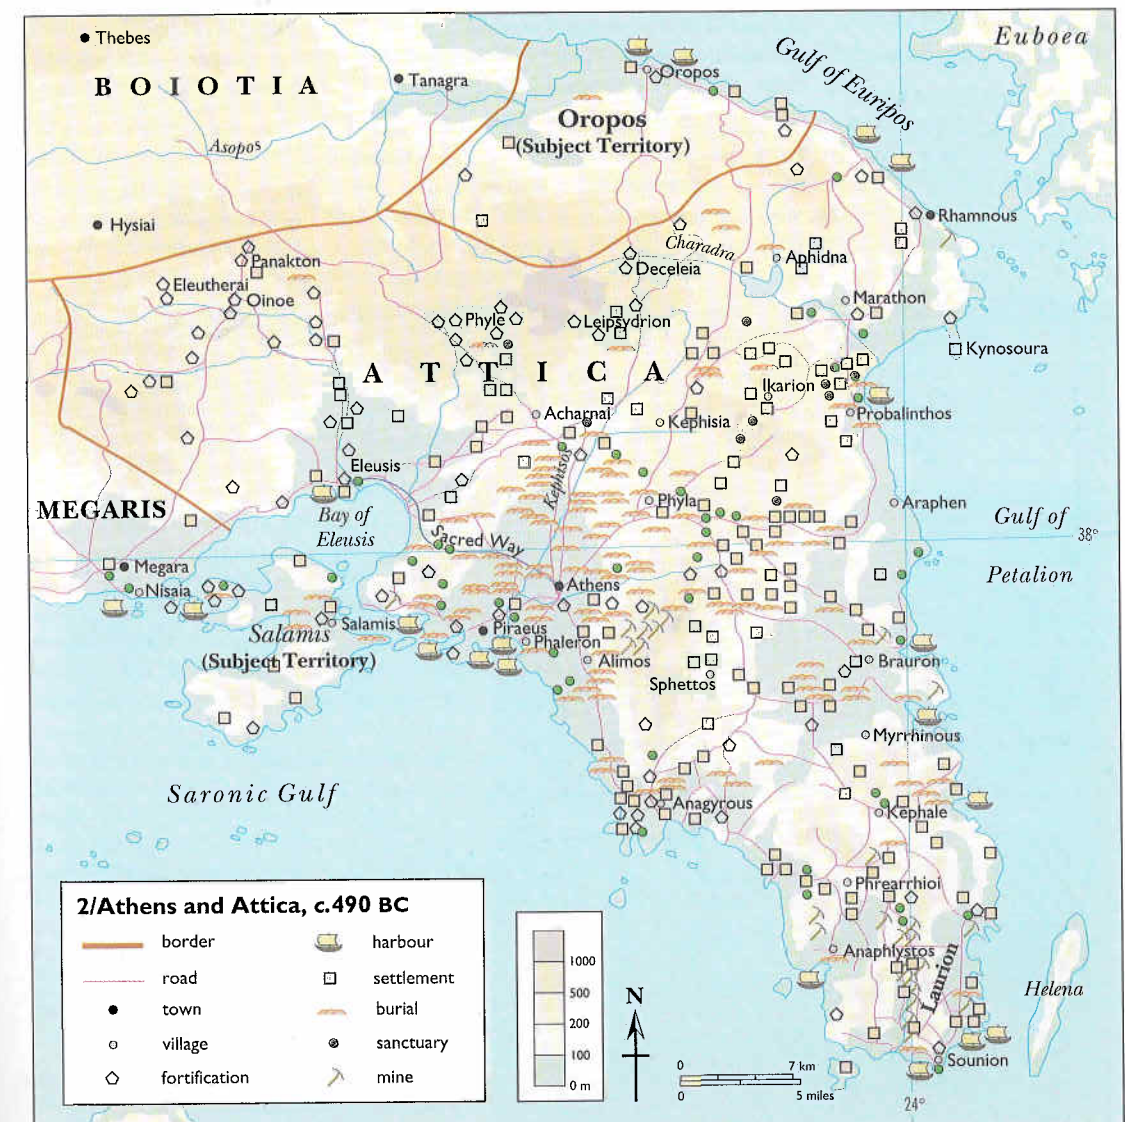 Thebes
Euboea
BOIOTIA
Tanagra
Oropos
Gulf of Euripos
Oropos
(Subject Territory)
Asopos
Hysiai
Rhamnous
Charadra
Panakton
Deceleia
Aphidna
Eleutherai
Oinoe
Marathon
Phyle
Leipsydrion
Kynosoura
ATTICA
Ikarion
Acharnai
Kephisia
Probalinthos
Kephisos
Eleusis
MEGARIS
Phyla
Araphen
Bay of
Eleusis
Gulf of
Petalion
38°
Sacred Way
Megara
Nisaia
Athens
Salamis
Salamis
(Subject Territory)
Piraeus
Phaleron
Alimos
Brauron
Sphettos
Myrrhinous
Saronic Gulf
Anagyrous
Kephale
Phrearrhioi
Anaphlystos
Laurion
Helena
Sounion
24°
2/Athens and Attica, c.490 BC
border
harbour
road
settlement
town
burial
village
sanctuary
fortification
mine
1000
500
200
100
0 m
N
0 7 km
0 5 miles